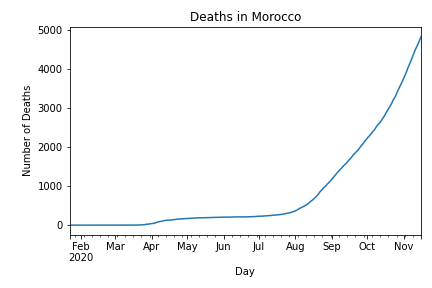 Deaths in Morocco
Number of Deaths
5000
4000
3000
2000
1000
0
Feb Mar Apr May Jun Jul Aug Sep Oct Nov
2020
Day